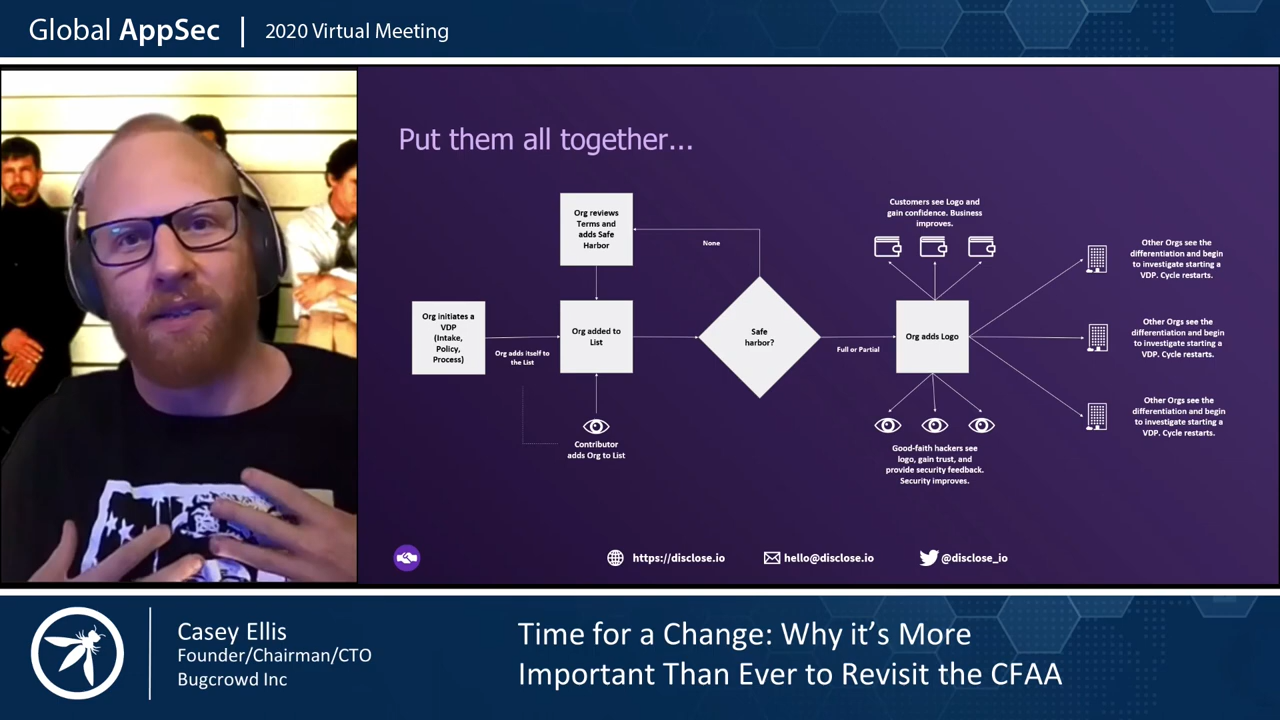 Global AppSec | 2020 Virtual Meeting
Put them all together...
Org reviews
Terms and
adds Safe
Harbor
None
Org initiates a
VDP
(Intake,
Policy,
Process)
Org adds itself to
the List
Org added to
List
Contributor
adds Org to List
Safe
harbor?
Full or Partial
Customers see Logo and
gain confidence. Business
improves.
Org adds Logo
Good-faith hackers see
logo, gain trust, and
provide security feedback.
Security improves.
Other Orgs see the
differentiation and begin
to investigate starting a
VDP. Cycle restarts.
Other Orgs see the
differentiation and begin
to investigate starting a
VDP. Cycle restarts.
Other Orgs see the
differentiation and begin
to investigate starting a
VDP. Cycle restarts.
https://disclose.io
hello@disclose.io
@disclose_io
Casey Ellis
Founder/Chairman/CTO
Bugcrowd Inc
Time for a Change: Why it's More
Important Than Ever to Revisit the CFAA